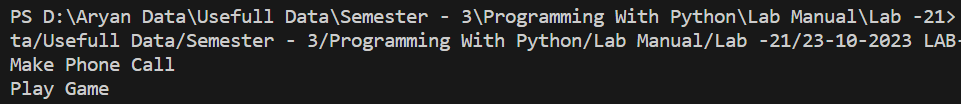 PS D:\Aryan Data\Usefull Data\Semester - 3\Programming With Python\Lab Manual\Lab -21>
ta/Usefull Data/Semester - 3/Programming With Python/Lab Manual/Lab -21/23-10-2023 LAB-
Make Phone Call
Play Game